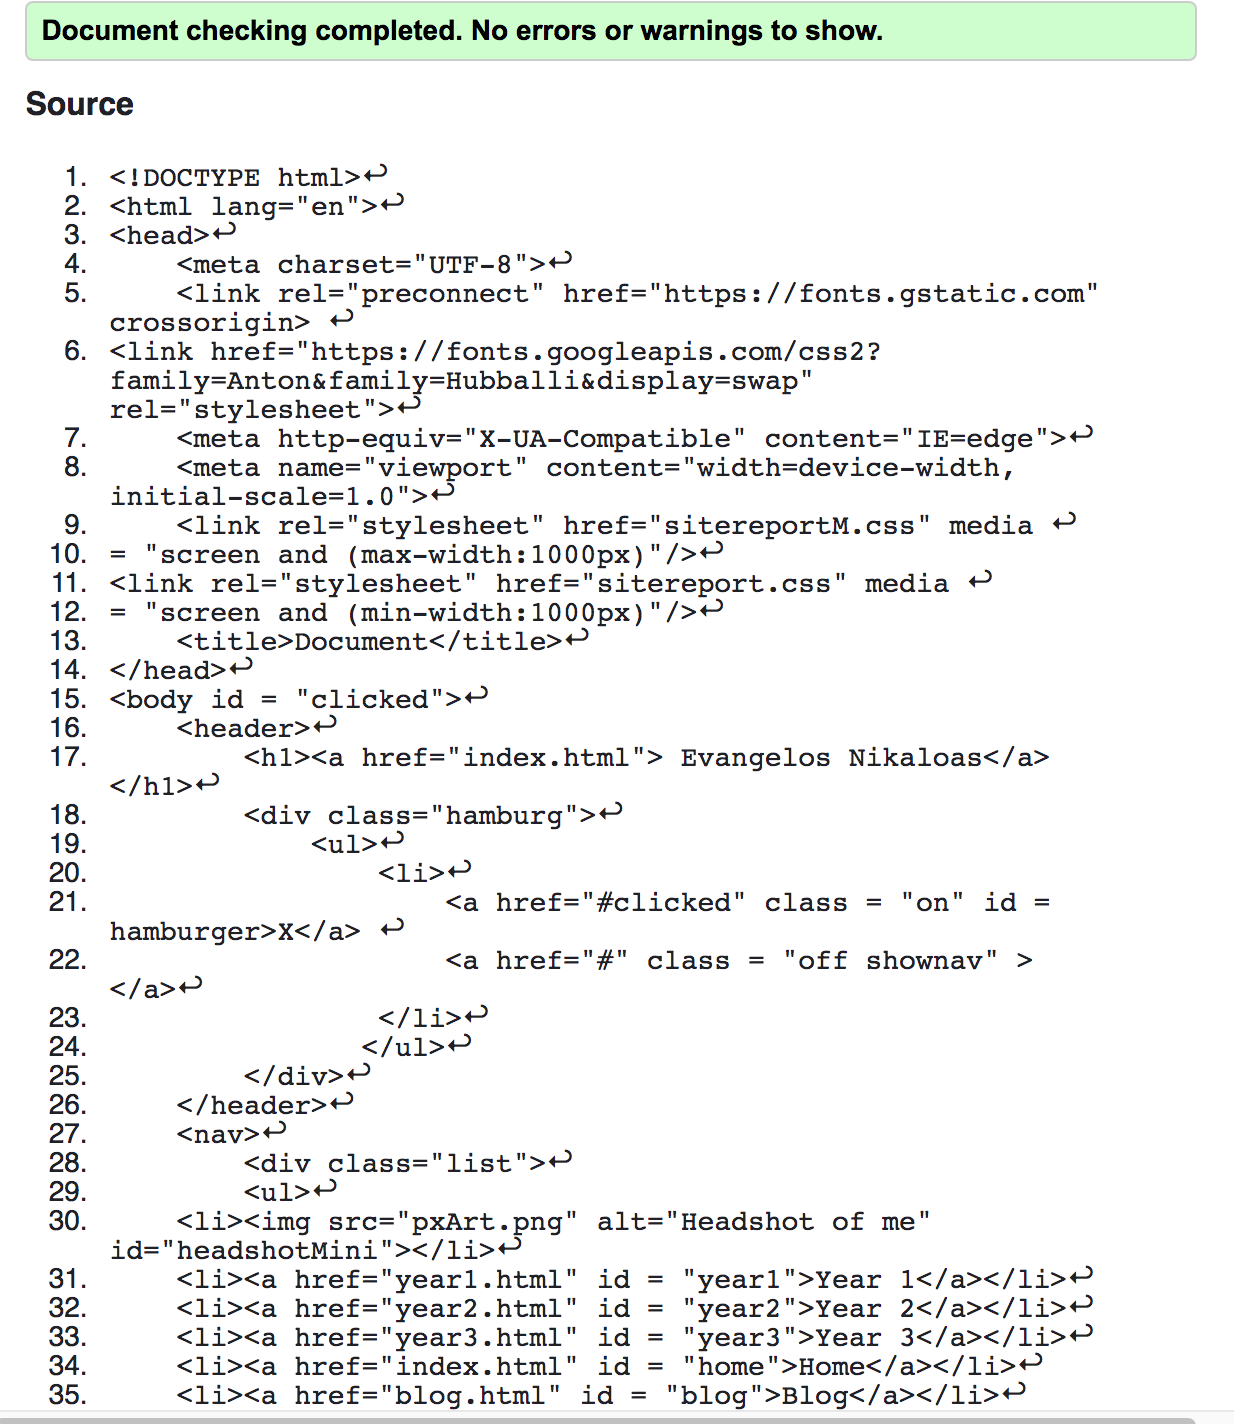 Document checking completed. No errors or warnings to show.
Source
1. <!DOCTYPE html>↩
2. <html lang="en">↩
3. <head>↩
4.     <meta charset="UTF-8">↩
5.     <link rel="preconnect" href="https://fonts.gstatic.com"
crossorigin> ↩
6. <link href="https://fonts.googleapis.com/css2?
family=Anton&family=Hubballi&display=swap"
rel="stylesheet">↩
7.     <meta http-equiv="X-UA-Compatible" content="IE=edge">↩
8.     <meta name="viewport" content="width=device-width,
initial-scale=1.0">↩
9.     <link rel="stylesheet" href="sitereportM.css" media ↩
10. = "screen and (max-width:1000px)"/>↩
11. <link rel="stylesheet" href="sitereport.css" media ↩
12. = "screen and (min-width:1000px)"/>↩
13.     <title>Document</title>↩
14. </head>↩
15. <body id = "clicked">↩
16.     <header>↩
17.         <h1><a href="index.html"> Evangelos Nikaloas</a>
</h1>↩
18.         <div class="hamburg">↩
19.             <ul>↩
20.                 <li>↩
21.                     <a href="#clicked" class = "on" id =
hamburger>X</a> ↩
22.                     <a href="#" class = "off shownav" >
</a>↩
23.                 </li>↩
24.                </ul>↩
25.         </div>↩
26.     </header>↩
27.     <nav>↩
28.         <div class="list">↩
29.         <ul>↩
30.     <li><img src="pxArt.png" alt="Headshot of me"
id="headshotMini"></li>↩
31.     <li><a href="year1.html" id = "year1">Year 1</a></li>↩
32.     <li><a href="year2.html" id = "year2">Year 2</a></li>↩
33.     <li><a href="year3.html" id = "year3">Year 3</a></li>↩
34.     <li><a href="index.html" id = "home">Home</a></li>↩
35.     <li><a href="blog.html" id = "blog">Blog</a></li>↩